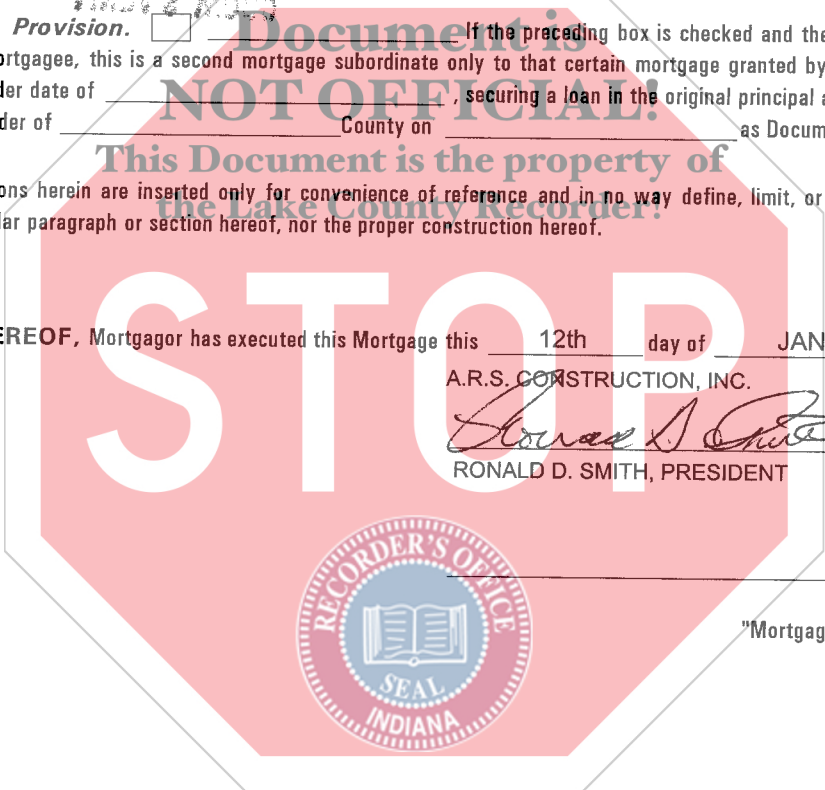 Provision. If the preceding box is checked and the
Document is
rtgagee, this is a second mortgage subordinate only to that certain mortgage granted by
der date of , securing a loan in the original principal a
NOT OFFICIAL!
der of County on as Docum
This Document is the property of
ons herein are inserted only for convenience of reference and in no way define, limit, or
the Lake County Recorder!
lar paragraph or section hereof, nor the proper construction hereof.
STOP
EREOF, Mortgagor has executed this Mortgage this 12th day of JAN
A.R.S. CONSTRUCTION, INC.
RONALD D. SMITH, PRESIDENT
RECORDER'S OFFICE
SEAL
INDIANA
"Mortgag